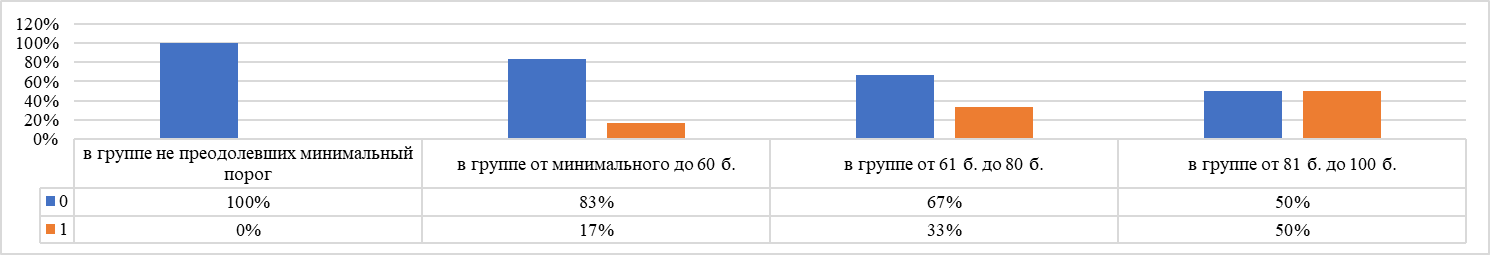 120%
100%
80%
60%
40%
20%
0%
в группе не преодолевших минимальный
порог
в группе от минимального до 60 б.
в группе от 61 б. до 80 б.
в группе от 81 б. до 100 б.
0 100% 83% 67% 50%
1 0% 17% 33% 50%